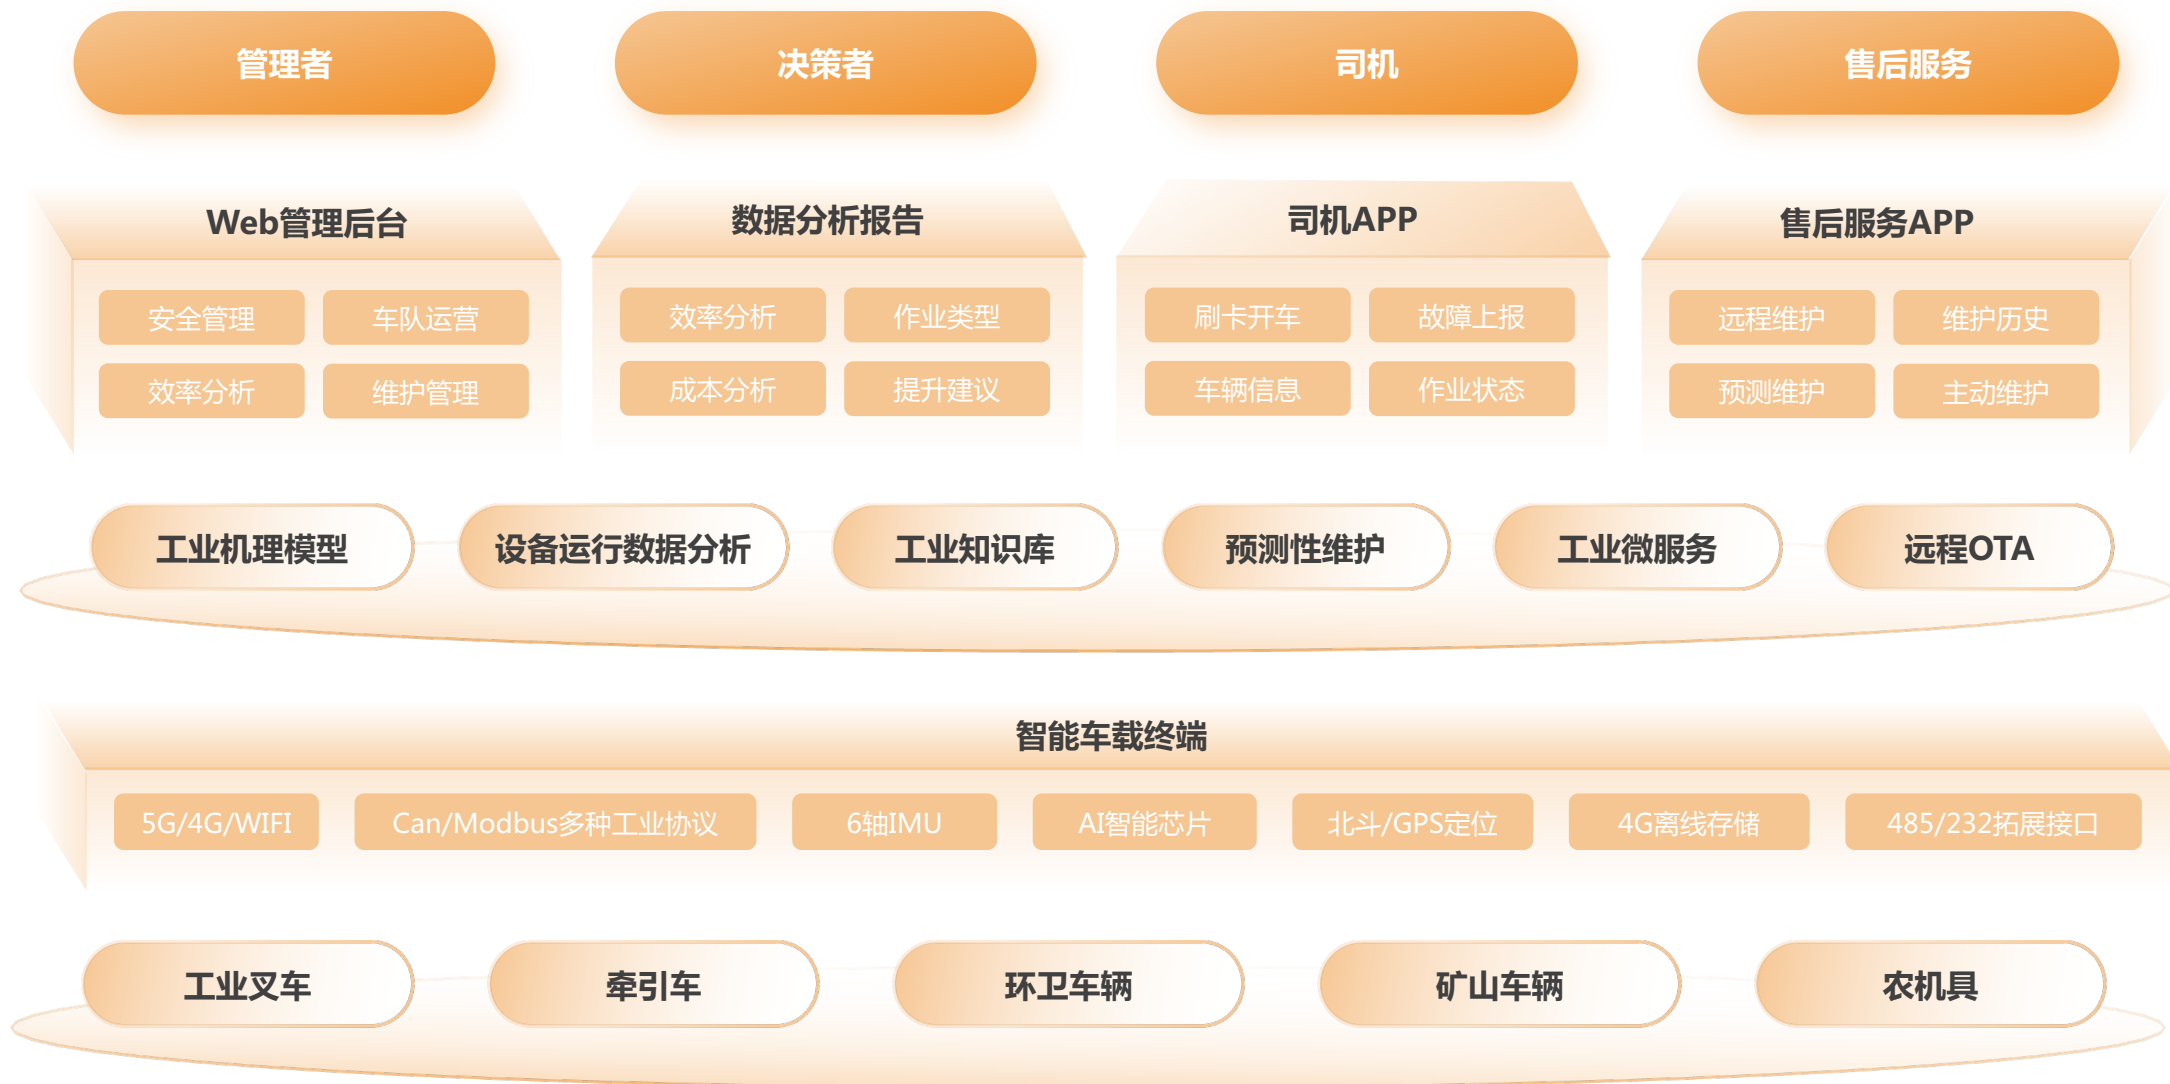 管理者
决策者
司机
售后服务
Web管理后台
数据分析报告
司机APP
售后服务APP
安全管理
车队运营
效率分析
作业类型
刷卡开车
故障上报
远程维护
维护历史
效率分析
维护管理
成本分析
提升建议
车辆信息
作业状态
预测维护
主动维护
工业机理模型
设备运行数据分析
工业知识库
预测性维护
工业微服务
远程OTA
智能车载终端
5G/4G/WIFI
Can/Modbus多种工业协议
6轴IMU
AI智能芯片
北斗/GPS定位
4G离线存储
485/232拓展接口
工业叉车
牵引车
环卫车辆
矿山车辆
农机具